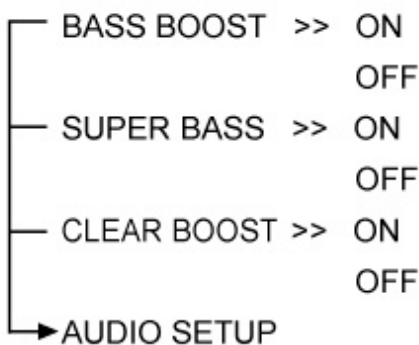 BASS BOOST >> ON
OFF
SUPER BASS >> ON
OFF
CLEAR BOOST >> ON
OFF
AUDIO SETUP